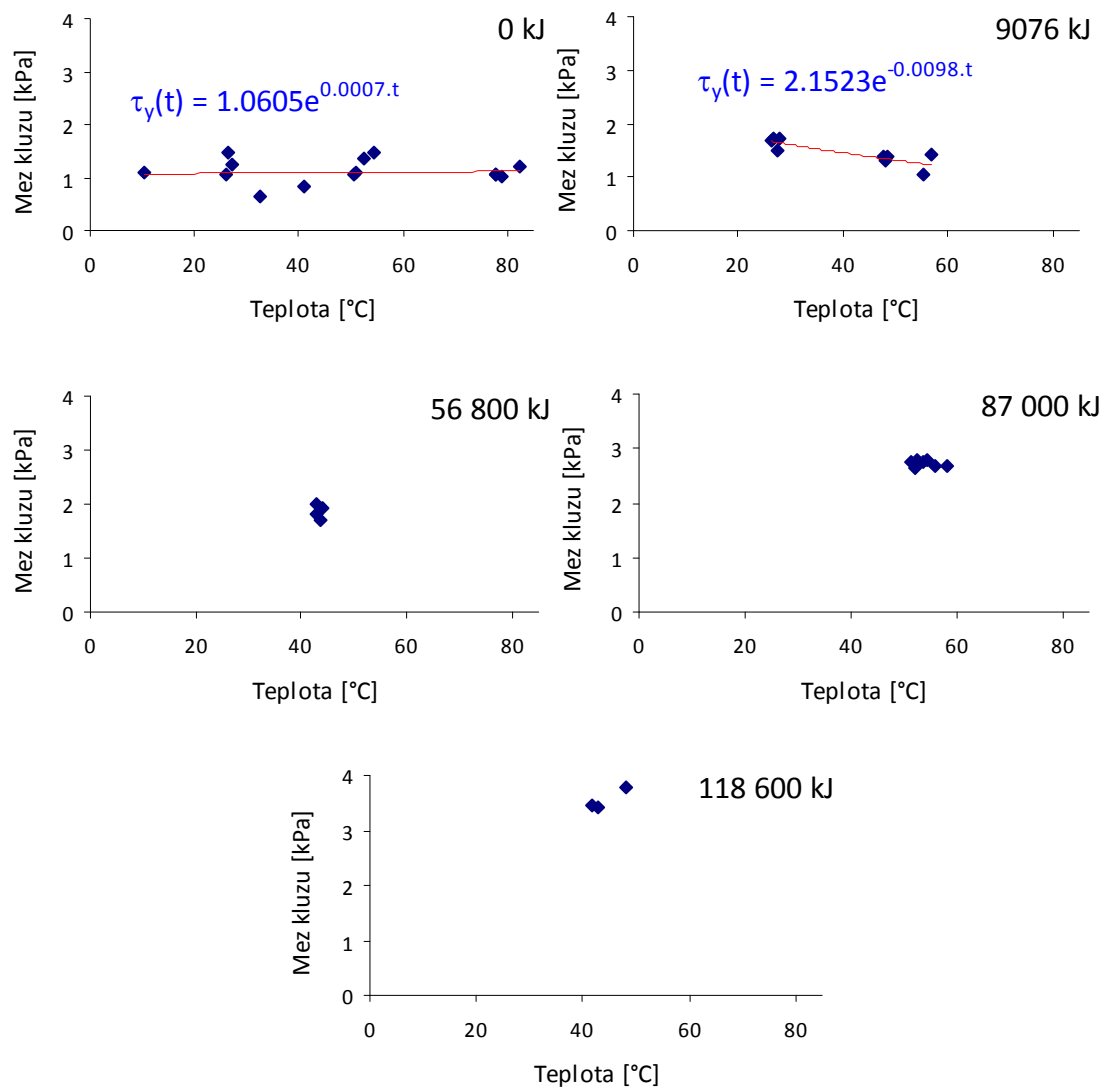 0 kJ
τy(t) = 1.0605e0.0007.t
Mez kluzu [kPa]
4
3
2
1
0
0 20 40 60 80
Teplota [°C]
9076 kJ
τy(t) = 2.1523e-0.0098.t
Mez kluzu [kPa]
4
3
2
1
0
0 20 40 60 80
Teplota [°C]
56 800 kJ
Mez kluzu [kPa]
4
3
2
1
0
0 20 40 60 80
Teplota [°C]
87 000 kJ
Mez kluzu [kPa]
4
3
2
1
0
0 20 40 60 80
Teplota [°C]
118 600 kJ
Mez kluzu [kPa]
4
3
2
1
0
0 20 40 60 80
Teplota [°C]